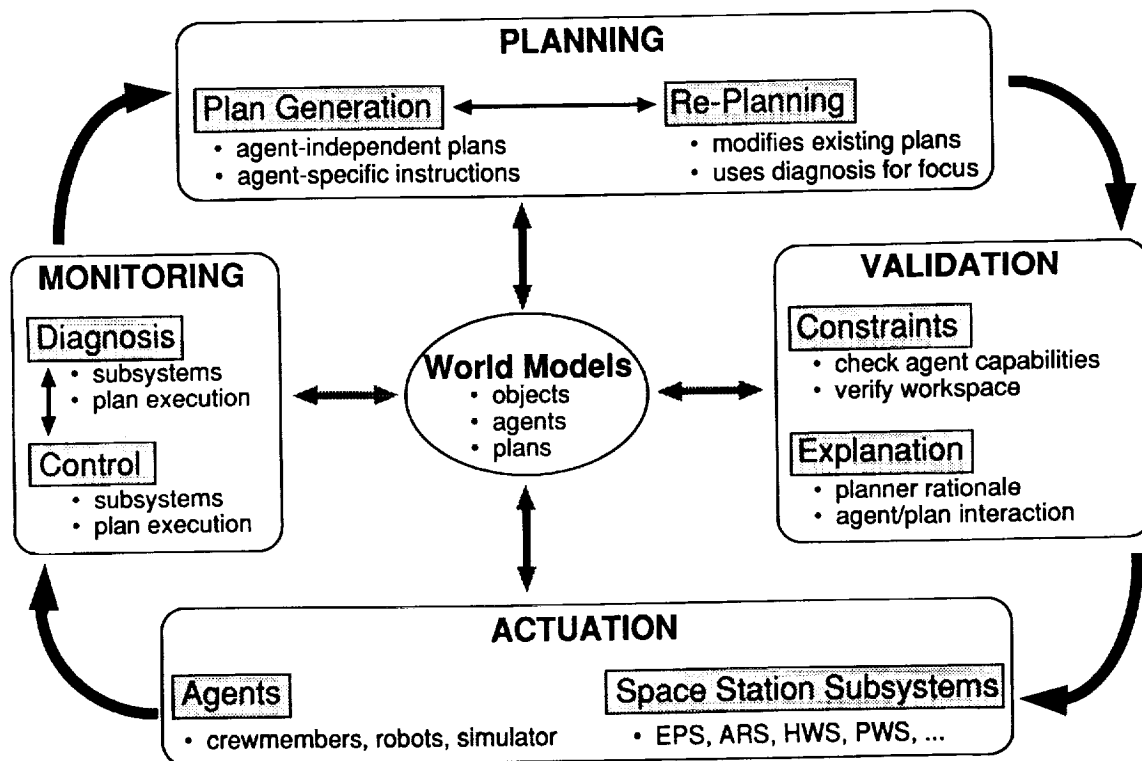 PLANNING
Plan Generation
• agent-independent plans
• agent-specific instructions
Re-Planning
• modifies existing plans
• uses diagnosis for focus
MONITORING
Diagnosis
• subsystems
• plan execution
Control
• subsystems
• plan execution
World Models
• objects
• agents
• plans
VALIDATION
Constraints
• check agent capabilities
• verify workspace
Explanation
• planner rationale
• agent/plan interaction
ACTUATION
Agents
• crewmembers, robots, simulator
Space Station Subsystems
• EPS, ARS, HWS, PWS, ...